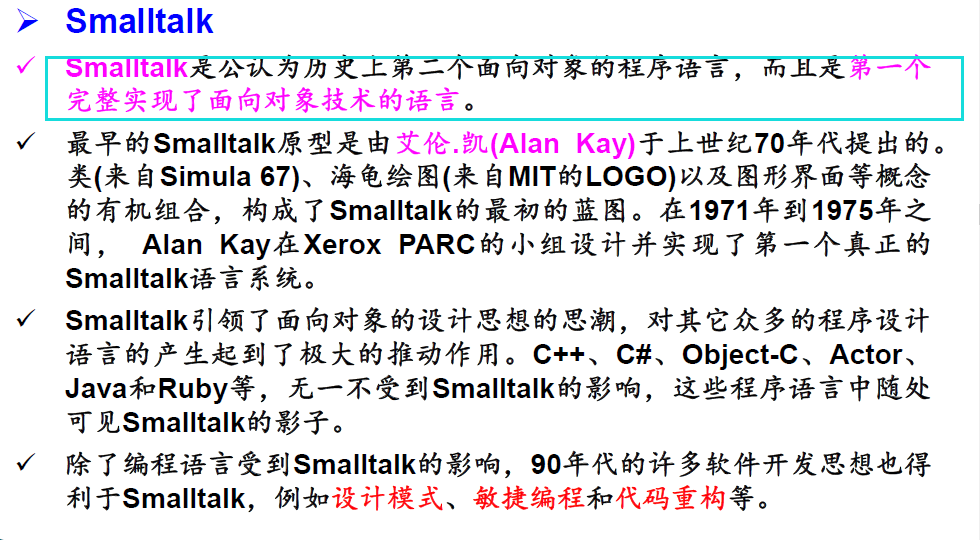 Smalltalk
Smalltalk是公认为历史上第二个面向对象的程序语言，而且是第一个
完整实现了面向对象技术的语言。
最早的Smalltalk原型是由艾伦.凯(Alan Kay)于上世纪70年代提出的。
类(来自Simula 67)、海龟绘图(来自MIT的LOGO)以及图形界面等概念
的有机组合，构成了Smalltalk的最初的蓝图。在1971年到1975年之
间， Alan Kay在Xerox PARC的小组设计并实现了第一个真正的
Smalltalk语言系统。
Smalltalk引领了面向对象的设计思想的思潮，对其它众多的程序设计
语言的产生起到了极大的推动作用。C++、C#、Object-C、Actor、
Java和Ruby等，无一不受到Smalltalk的影响，这些程序语言中随处
可见Smalltalk的影子。
除了编程语言受到Smalltalk的影响，90年代的许多软件开发思想也得
利于Smalltalk，例如设计模式、敏捷编程和代码重构等。